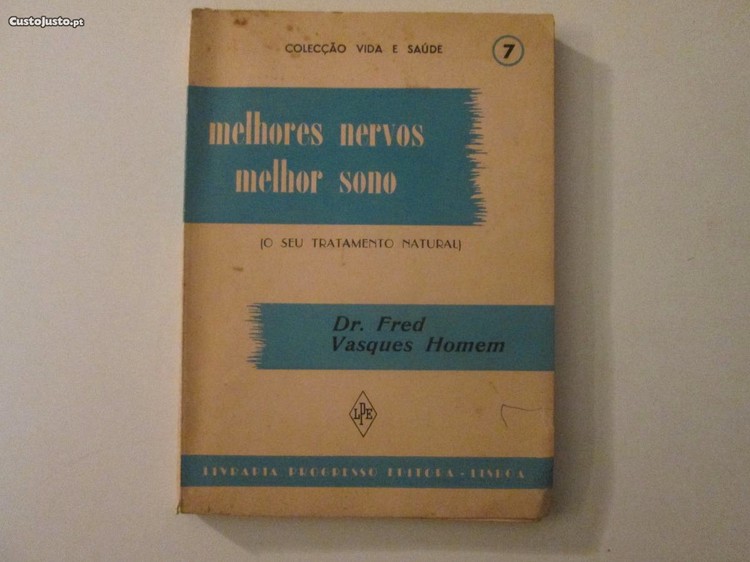 CustoJusto.pt
COLECÇÃO VIDA E SAÚDE
7
melhores nervos
melhor sono
(O SEU TRATAMENTO NATURAL)
Dr. Fred
Vasques Homem
LPE
LIVRARIA PROGRESSO EDITORA - LISBOA